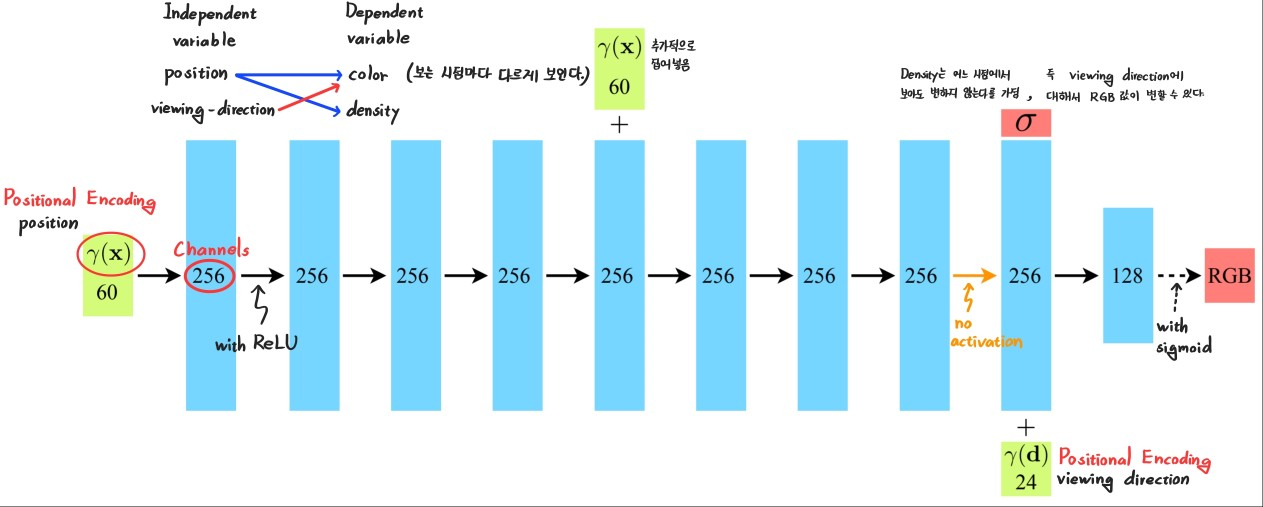 Independent
variable
position
viewing-direction
Dependent
variable
color (보는 시점마다 다르게 보인다.)
density
γ(x)
60
추가적으로
집어넣음
+
Density는 어느 시점에서
보아도 변하지 않는다를 가정,
즉 viewing direction에
대해서 RGB 값이 변할 수 있다.
σ
Positional Encoding
position
γ(x)
60
Channels
256
with ReLU
256
256
256
256
256
256
256
no
activation
256
128
with
sigmoid
RGB
+
γ(d)
24
Positional Encoding
viewing direction